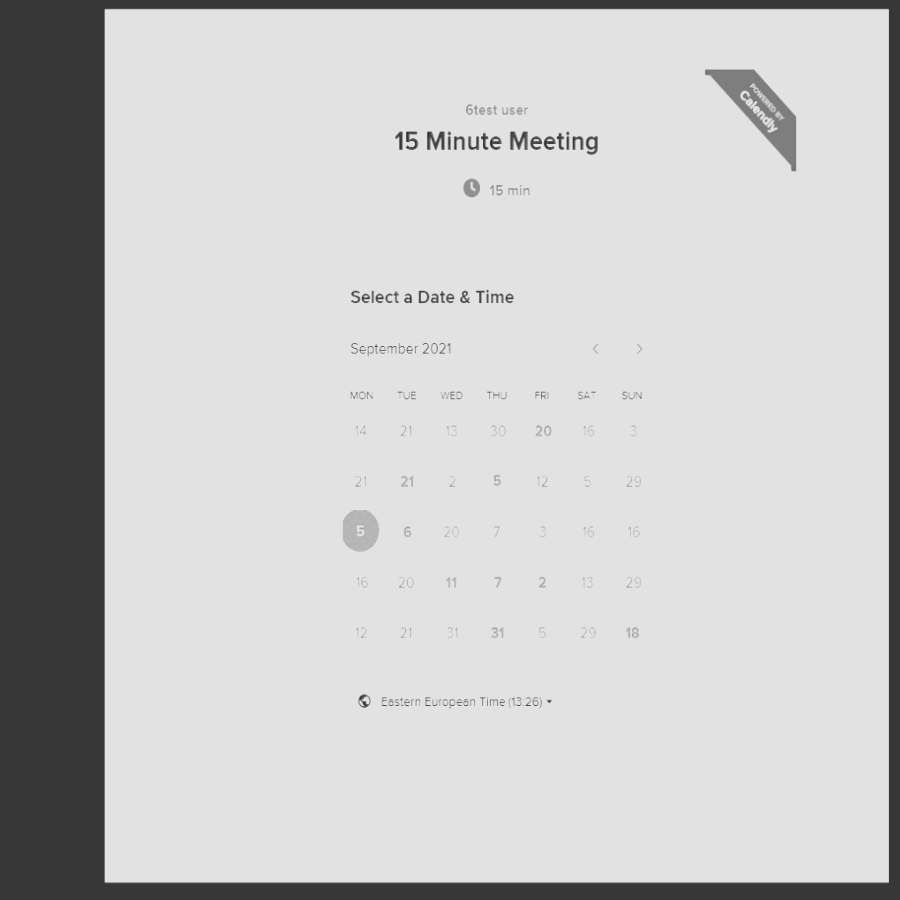 POWERED BY
Calendly
6test user
15 Minute Meeting
15 min
Select a Date & Time
September 2021
MON TUE WED THU FRI SAT SUN
14 21 13 30 20 16 3
21 21 2 5 12 5 29
5 6 20 7 3 16 16
16 20 11 7 2 13 29
12 21 31 31 5 29 18
Eastern European Time (13:26)